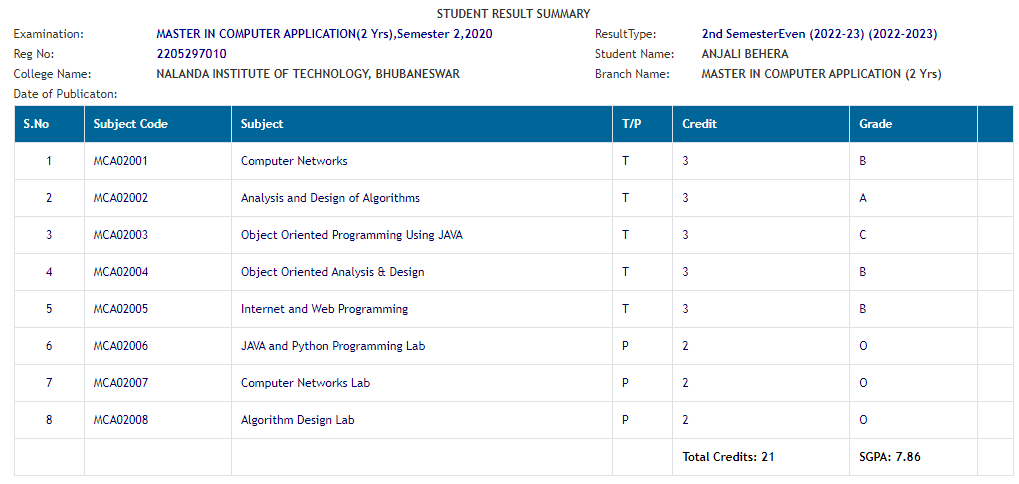 STUDENT RESULT SUMMARY
Examination: MASTER IN COMPUTER APPLICATION(2 Yrs),Semester 2,2020 ResultType: 2nd SemesterEven (2022-23) (2022-2023)
Reg No: 2205297010 Student Name: ANJALI BEHERA
College Name: NALANDA INSTITUTE OF TECHNOLOGY, BHUBANESWAR Branch Name: MASTER IN COMPUTER APPLICATION (2 Yrs)
Date of Publicaton:
S.No Subject Code Subject T/P Credit Grade
1 MCA02001 Computer Networks T 3 B
2 MCA02002 Analysis and Design of Algorithms T 3 A
3 MCA02003 Object Oriented Programming Using JAVA T 3 C
4 MCA02004 Object Oriented Analysis & Design T 3 B
5 MCA02005 Internet and Web Programming T 3 B
6 MCA02006 JAVA and Python Programming Lab P 2 O
7 MCA02007 Computer Networks Lab P 2 O
8 MCA02008 Algorithm Design Lab P 2 O
Total Credits: 21 SGPA: 7.86